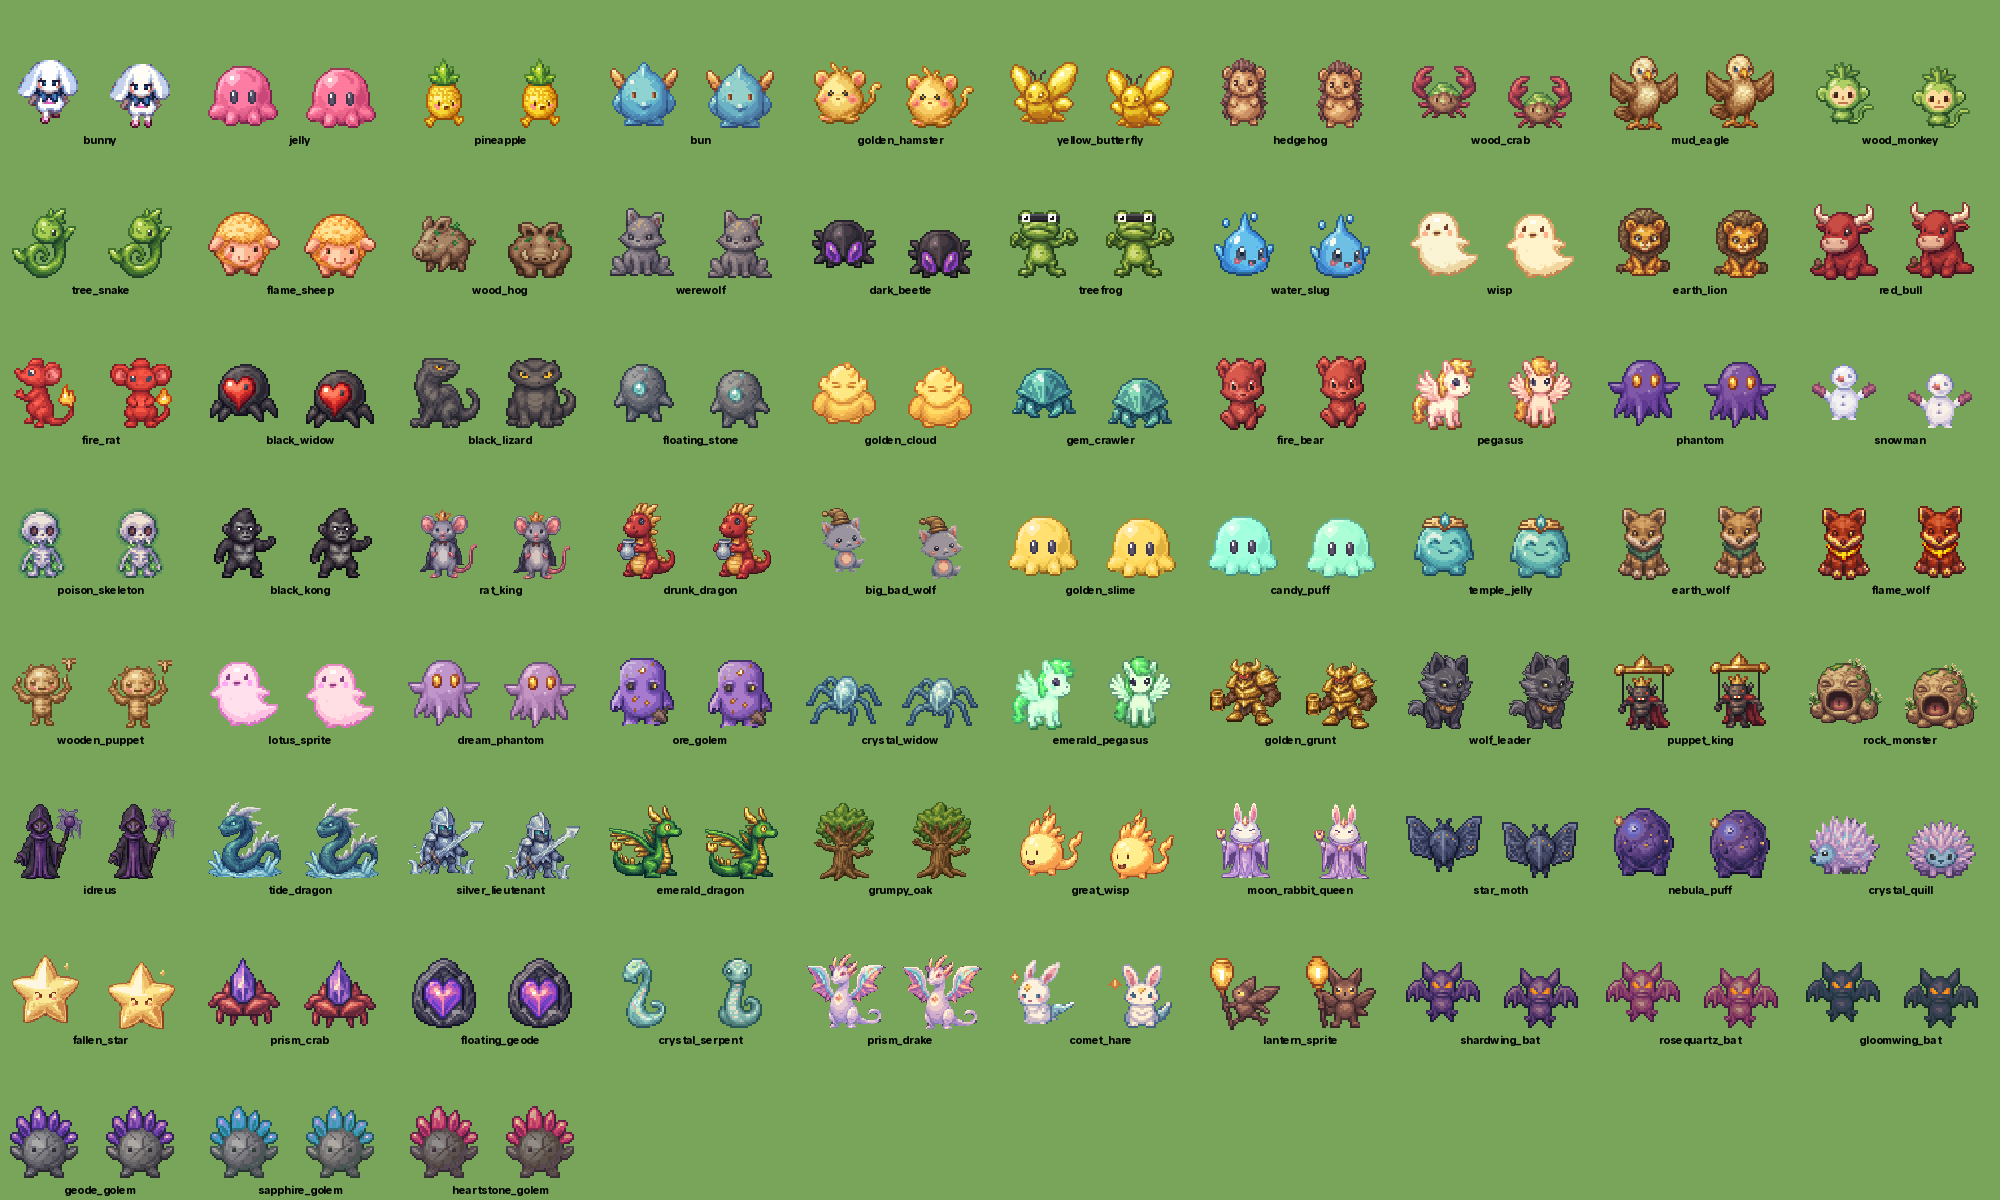 bunny jelly pineapple bun golden_hamster yellow_butterfly hedgehog wood_crab mud_eagle wood_monkey
tree_snake flame_sheep wood_hog werewolf dark_beetle treefrog water_slug wisp earth_lion red_bull
fire_rat black_widow black_lizard floating_stone golden_cloud gem_crawler fire_bear pegasus phantom snowman
poison_skeleton black_kong rat_king drunk_dragon big_bad_wolf golden_slime candy_puff temple_jelly earth_wolf flame_wolf
wooden_puppet lotus_sprite dream_phantom ore_golem crystal_widow emerald_pegasus golden_grunt wolf_leader puppet_king rock_monster
idreus tide_dragon silver_lieutenant emerald_dragon grumpy_oak great_wisp moon_rabbit_queen star_moth nebula_puff crystal_quill
fallen_star prism_crab floating_geode crystal_serpent prism_drake comet_hare lantern_sprite shardwing_bat rosequartz_bat gloomwing_bat
geode_golem sapphire_golem heartstone_golem